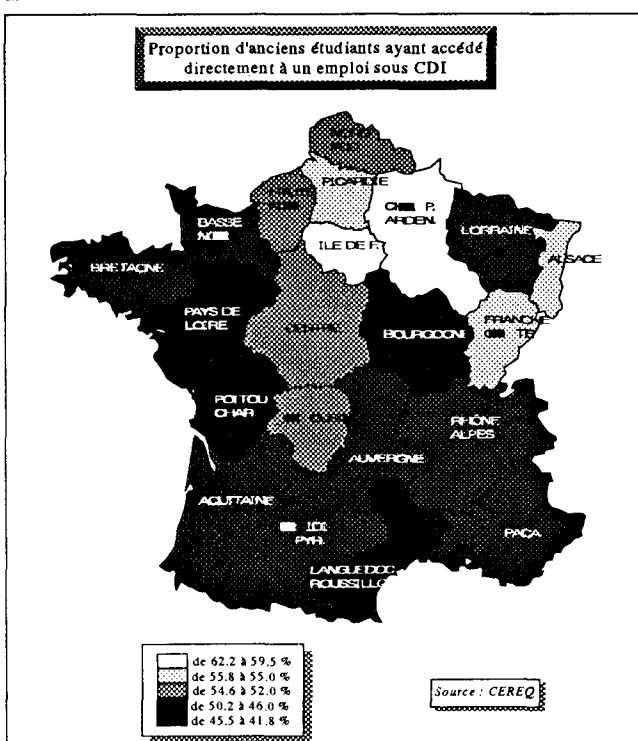 Proportion d'anciens étudiants ayant accédé
directement à un emploi sous CDI
PICARDIE
P.
ARDEN.
BASSE
LORRAINE
ILE DE F.
ALSACE
BRETAGNE
PAYS DE
LOIRE
CENTRE
BOURGOGNE
FRANCHE
POITOU
CHAR.
RHÔNE
ALPES
AUVERGNE
AQUITAINE
PYR.
PACA
LANGUEDOC
ROUSSILLO
de 62.2 à 59.5 %
de 55.8 à 55.0 %
de 54.6 à 52.0 %
de 50.2 à 46.0 %
de 45.5 à 41.8 %
Source : CEREQ